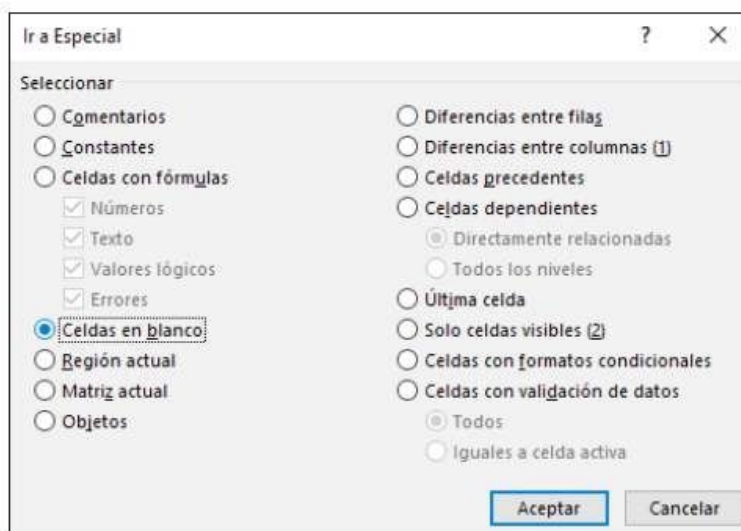 Ir a Especial
?
Seleccionar
Comentarios
Constantes
Celdas con fórmulas
Números
Texto
Valores lógicos
Errores
Celdas en blanco
Región actual
Matriz actual
Objetos
Diferencias entre filas
Diferencias entre columnas (1)
Celdas precedentes
Celdas dependientes
Directamente relacionadas
Todos los niveles
Última celda
Solo celdas visibles (2)
Celdas con formatos condicionales
Celdas con validación de datos
Todos
Iguales a celda activa
Aceptar
Cancelar